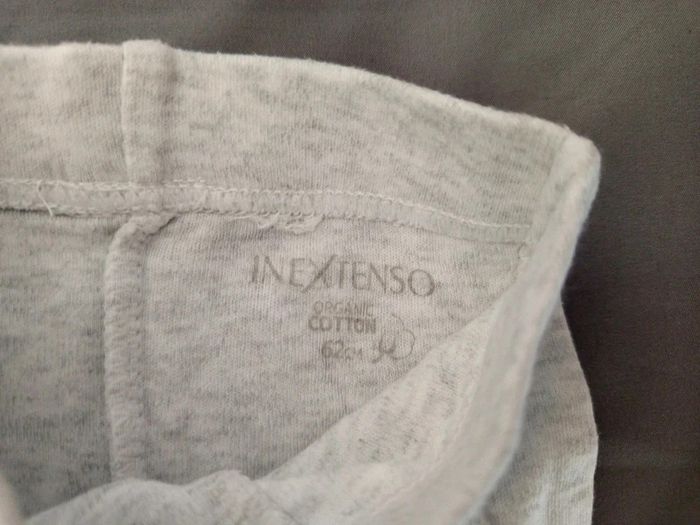 INEXTENSO
ORGANIC
COTTON
62CM